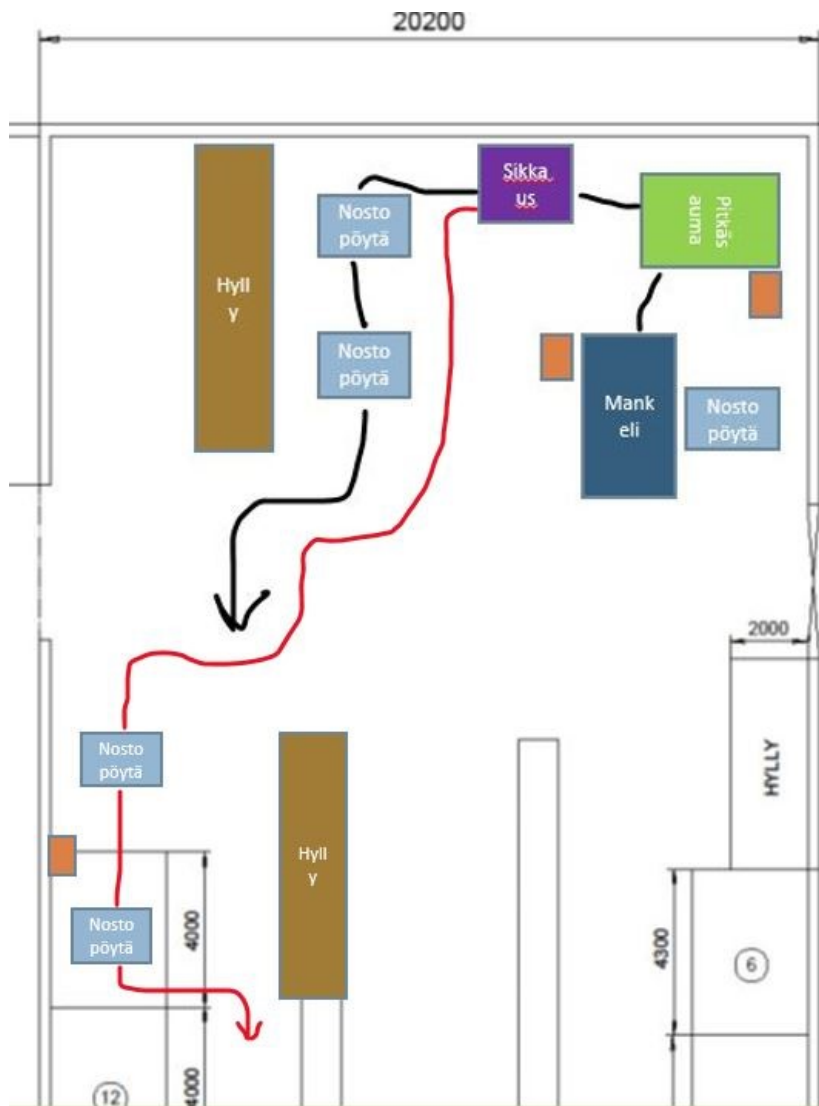 20200
Sikka
us
Pitkäs
auma
Nosto
pöytä
Hyll
y
Nosto
pöytä
Mank
eli
Nosto
pöytä
2000
HYLLY
Nosto
pöytä
Hyll
y
Nosto
pöytä
4000
4300
6
12
4000